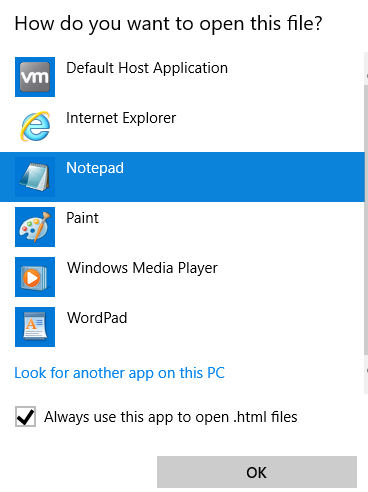 How do you want to open this file?
vm
Default Host Application
Internet Explorer
Notepad
Paint
Windows Media Player
WordPad
Look for another app on this PC
Always use this app to open .html files
OK